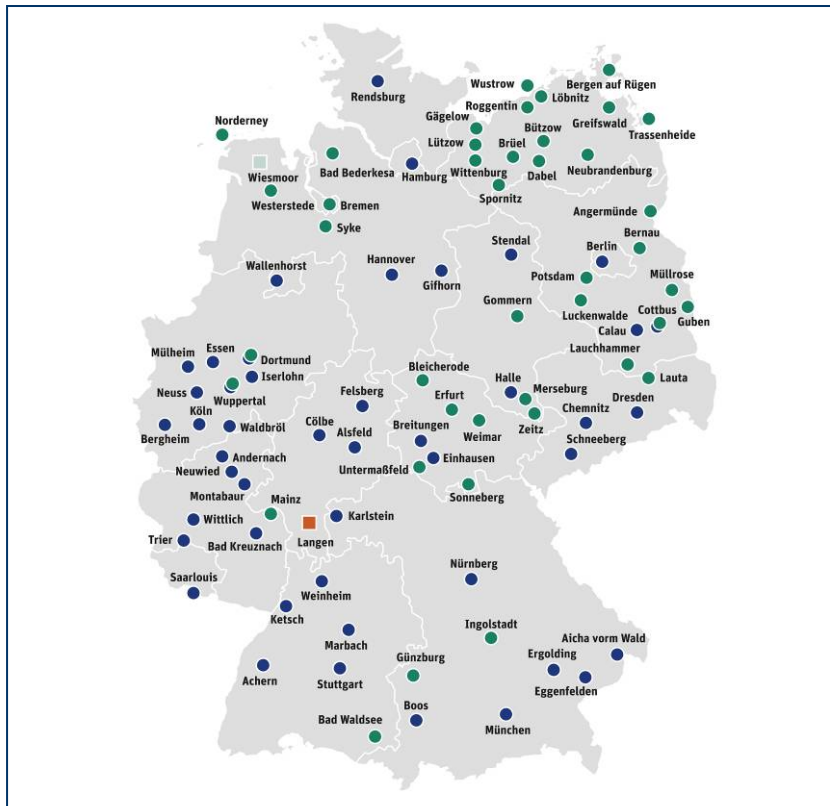 Rendsburg
Wustrow
Bergen auf Rügen
Löbnitz
Roggentin
Greifswald
Gägelow
Trassenheide
Norderney
Bützow
Lützow
Brüel
Bad Bederkesa
Hamburg
Wittenburg
Dabel
Neubrandenburg
Wiesmoor
Spornitz
Westerstede
Bremen
Angermünde
Syke
Bernau
Stendal
Berlin
Hannover
Wallenhorst
Gifhorn
Potsdam
Müllrose
Gommern
Luckenwalde
Cottbus
Guben
Calau
Essen
Mülheim
Dortmund
Lauchhammer
Bleicherode
Iserlohn
Halle
Lauta
Neuss
Wuppertal
Felsberg
Erfurt
Merseburg
Dresden
Köln
Cölbe
Chemnitz
Breitungen
Weimar
Zeitz
Waldbröl
Alsfeld
Bergheim
Schneeberg
Andernach
Einhausen
Neuwied
Untermaßfeld
Montabaur
Sonneberg
Mainz
Wittlich
Karlstein
Trier
Langen
Bad Kreuznach
Nürnberg
Saarlouis
Weinheim
Ketsch
Ingolstadt
Aicha vorm Wald
Marbach
Ergolding
Günzburg
Achern
Stuttgart
Eggenfelden
Boos
Bad Waldsee
München